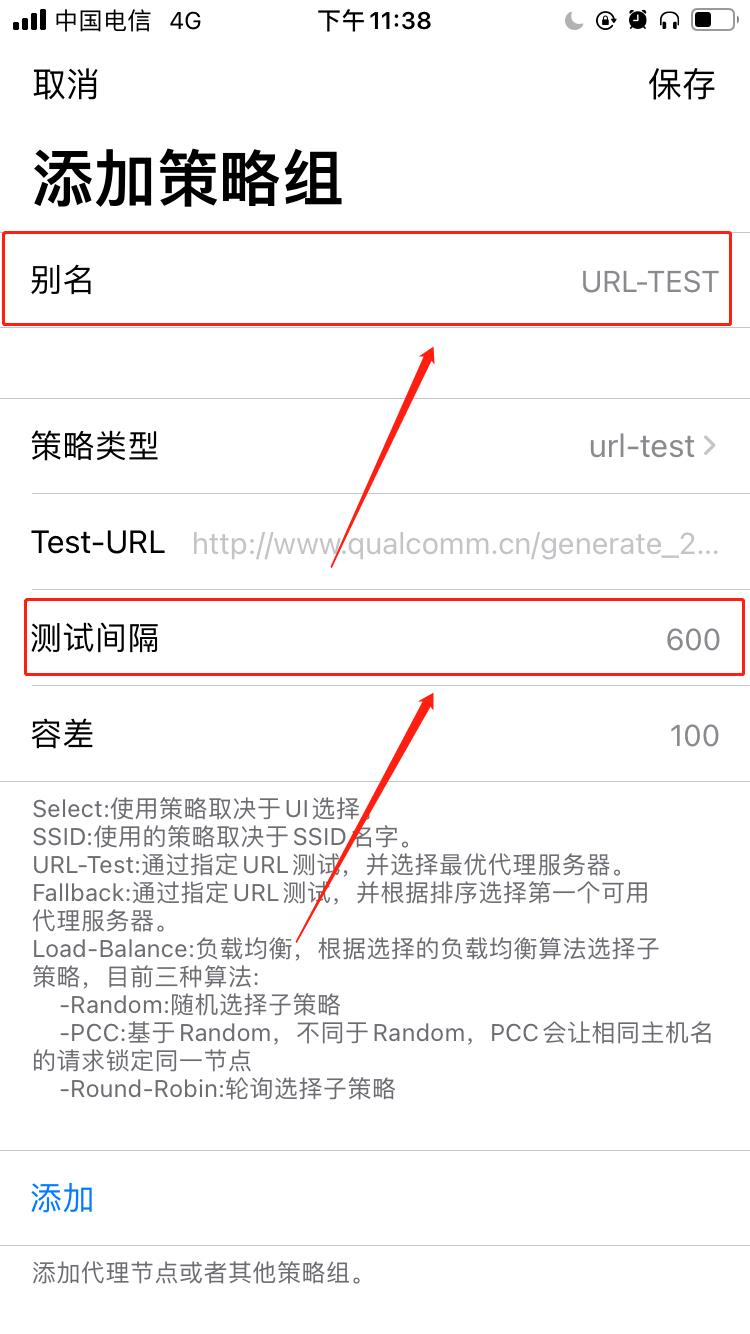 中国电信 4G 下午11:38
取消 保存
添加策略组
别名 URL-TEST
策略类型 url-test
Test-URL http://www.qualcomm.cn/generate_2...
测试间隔 600
容差 100
Select:使用策略取决于UI选择。
SSID:使用的策略取决于SSID名字。
URL-Test:通过指定URL测试，并选择最优代理服务器。
Fallback:通过指定URL测试，并根据排序选择第一个可用
代理服务器。
Load-Balance:负载均衡，根据选择的负载均衡算法选择子
策略，目前三种算法:
-Random:随机选择子策略
-PCC:基于Random，不同于Random，PCC会让相同主机名
的请求锁定同一节点
-Round-Robin:轮询选择子策略
添加
添加代理节点或者其他策略组。